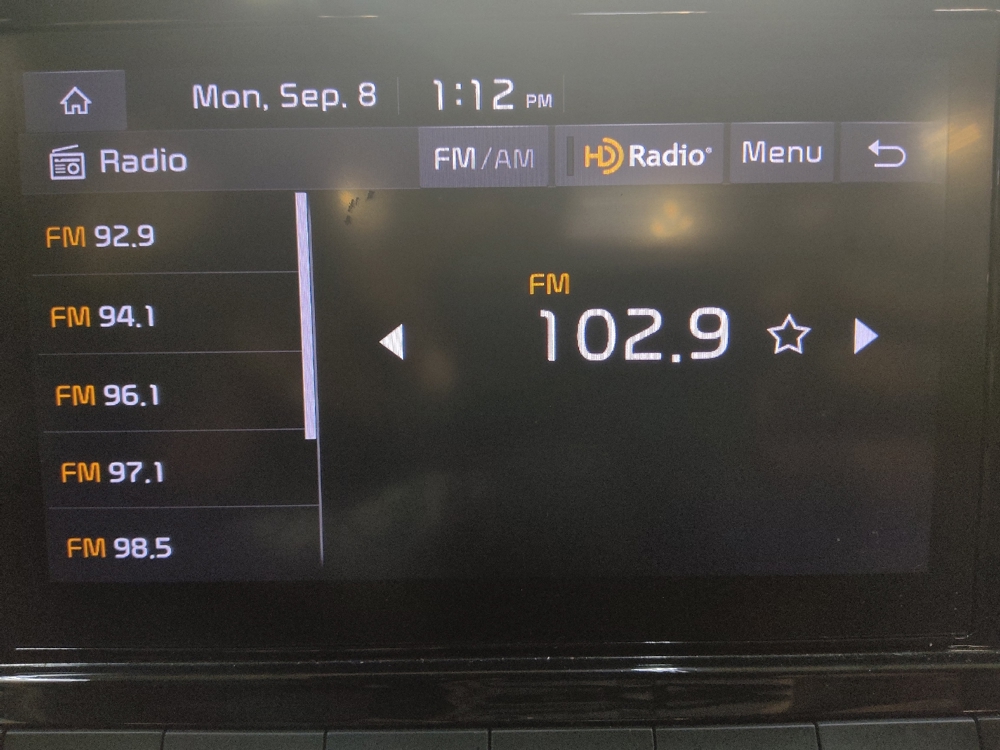 Mon, Sep. 8 1:12 PM
Radio FM/AM HD Radio® Menu
FM 92.9
FM 94.1
FM 96.1
FM 97.1
FM 98.5
FM
102.9